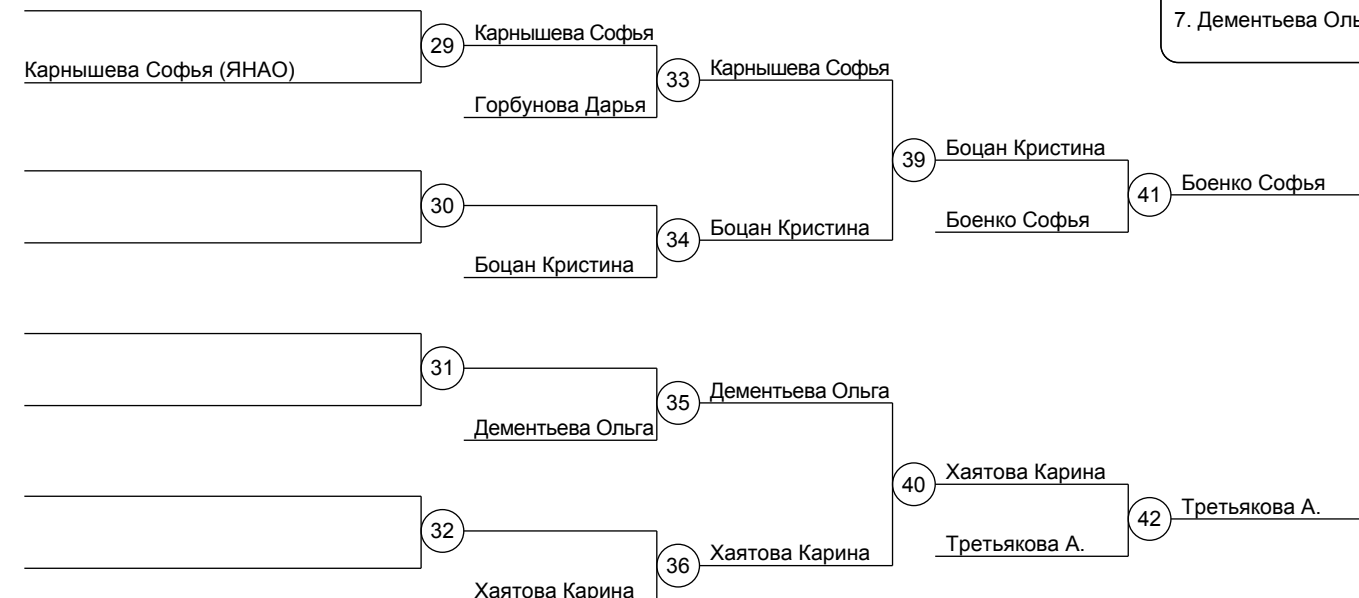 7. Дементьева Оль
29
Карнышева Софья
Карнышева Софья (ЯНАО)
33
Карнышева Софья
Горбунова Дарья
39
Боцан Кристина
41
Боенко Софья
30
34
Боцан Кристина
Боенко Софья
Боцан Кристина
31
35
Дементьева Ольга
Дементьева Ольга
40
Хаятова Карина
42
Третьякова А.
32
36
Хаятова Карина
Третьякова А.
Хаятова Карина